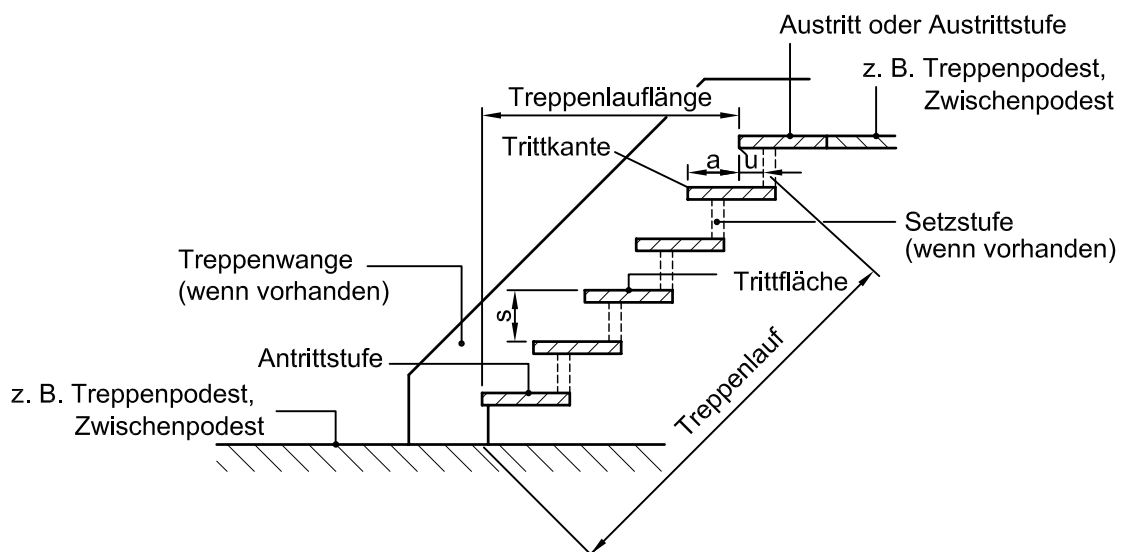 Austritt oder Austrittstufe
z. B. Treppenpodest,
Zwischenpodest
Treppenlauflänge
Trittkante
a
u
Setzstufe
(wenn vorhanden)
Treppenwange
(wenn vorhanden)
Trittfläche
s
Antrittstufe
Treppenlauf
z. B. Treppenpodest,
Zwischenpodest